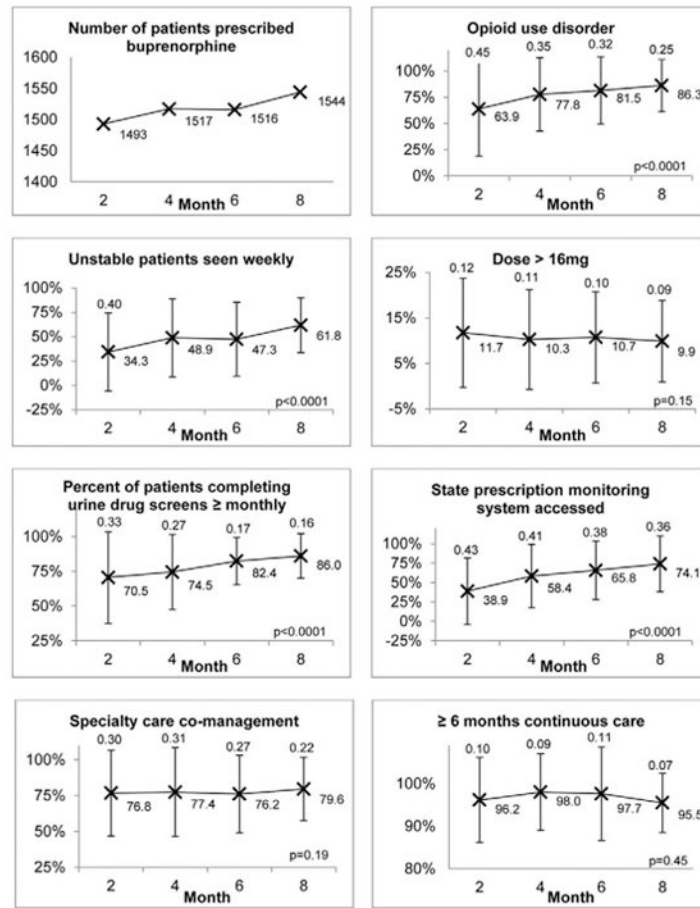 Number of patients prescribed
buprenorphine
1600
1550
1500
1450
1400
1493
1517
1516
1544
2 4 6 8
Month
Opioid use disorder
0.45 0.35 0.32 0.25
100%
75%
50%
25%
0%
63.9
77.8
81.5
86.3
p<0.0001
2 4 6 8
Month
Unstable patients seen weekly
100%
75%
50%
25%
0%
-25%
0.40
34.3
48.9
47.3
61.8
p<0.0001
2 4 6 8
Month
Dose > 16mg
25%
15%
5%
-5%
0.12 0.11 0.10 0.09
11.7
10.3
10.7
9.9
p=0.15
2 4 6 8
Month
Percent of patients completing
urine drug screens ≥ monthly
0.33 0.27 0.17 0.16
100%
75%
50%
25%
70.5
74.5
82.4
86.0
p<0.0001
2 4 6 8
Month
State prescription monitoring
system accessed
0.43 0.41 0.38 0.36
100%
75%
50%
25%
0%
-25%
38.9
58.4
65.8
74.1
p<0.0001
2 4 6 8
Month
Specialty care co-management
0.30 0.31 0.27 0.22
100%
75%
50%
25%
76.8
77.4
76.2
79.6
p=0.19
2 4 6 8
Month
≥ 6 months continuous care
0.10 0.09 0.11 0.07
100%
90%
80%
96.2
98.0
97.7
95.5
p=0.45
2 4 6 8
Month